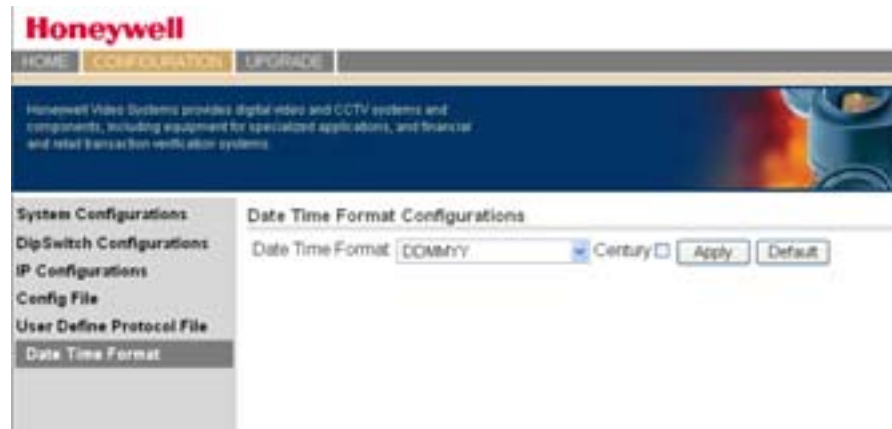 Honeywell
HOME CONFIGURATION UPGRADE
Honeywell Video Systems provides digital video and CCTV systems and
components, including equipment for specialized applications, and financial
and retail transaction verification systems.
System Configurations
DipSwitch Configurations
IP Configurations
Config File
User Define Protocol File
Date Time Format
Date Time Format Configurations
Date Time Format DDMMYY Century Apply Default